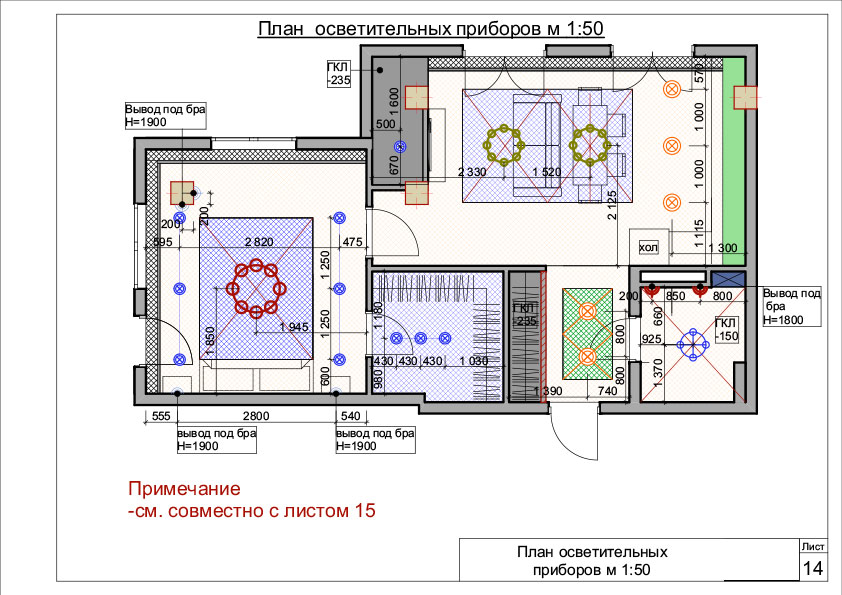 План осветительных приборов м 1:50
ГКЛ
-235
Вывод под бра
H=1900
1 600
500
670
570
1 000
1 000
1 115
2 330
1 520
2 125
хол
1 300
200
200
595
2 820
475
1 250
1 250
600
1 850
1 945
1 180
430
430
430
1 030
980
ГКЛ
-235
1 390
740
800
800
200
850
800
660
ГКЛ
-150
925
1 370
Вывод под
бра
H=1800
555
2800
540
вывод под бра
H=1900
вывод под бра
H=1900
Примечание
-см. совместно с листом 15
План осветительных
приборов м 1:50
Лист
14